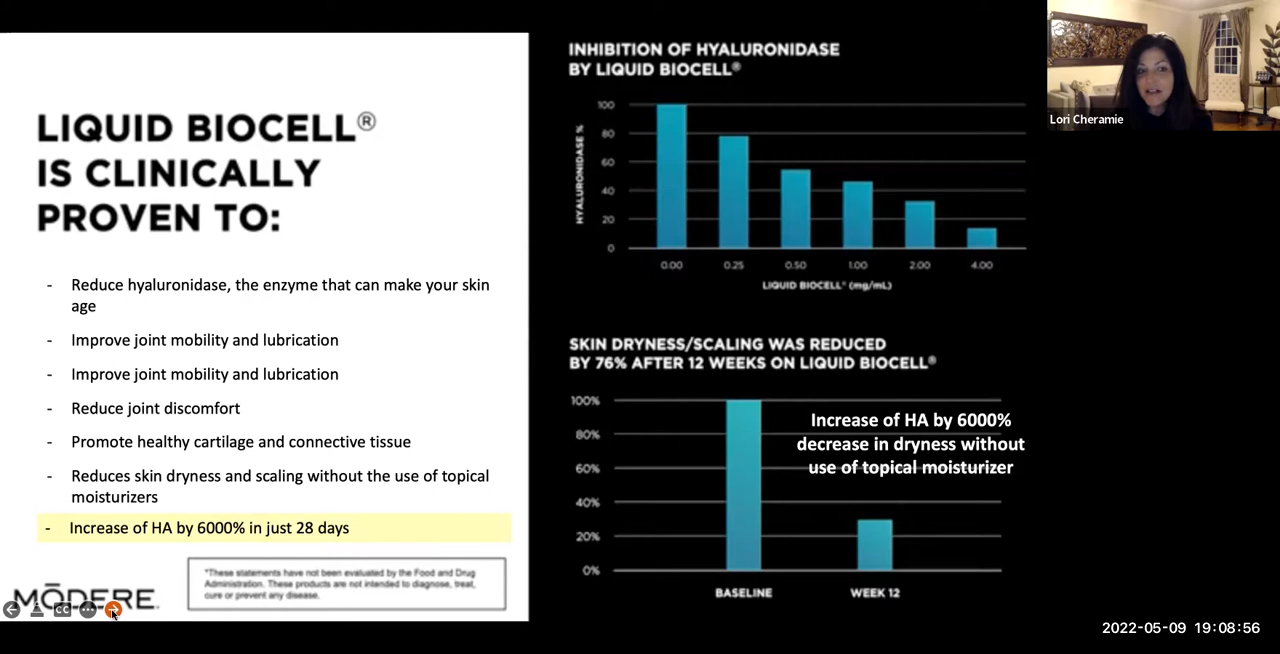 LIQUID BIOCELL®
IS CLINICALLY
PROVEN TO:
- Reduce hyaluronidase, the enzyme that can make your skin
age
- Improve joint mobility and lubrication
- Improve joint mobility and lubrication
- Reduce joint discomfort
- Promote healthy cartilage and connective tissue
- Reduces skin dryness and scaling without the use of topical
moisturizers
- Increase of HA by 6000% in just 28 days
*These statements have not been evaluated by the Food and Drug
Administration. These products are not intended to diagnose, treat,
cure or prevent any disease.
MŌDERE.
CC
INHIBITION OF HYALURONIDASE
BY LIQUID BIOCELL®
HYALURONIDASE %
100
80
60
40
20
0
0.00 0.25 0.50 1.00 2.00 4.00
LIQUID BIOCELL® (mg/mL)
SKIN DRYNESS/SCALING WAS REDUCED
BY 76% AFTER 12 WEEKS ON LIQUID BIOCELL®
100%
80%
60%
40%
20%
0%
Increase of HA by 6000%
decrease in dryness without
use of topical moisturizer
BASELINE WEEK 12
Lori Cheramie
2022-05-09 19:08:56